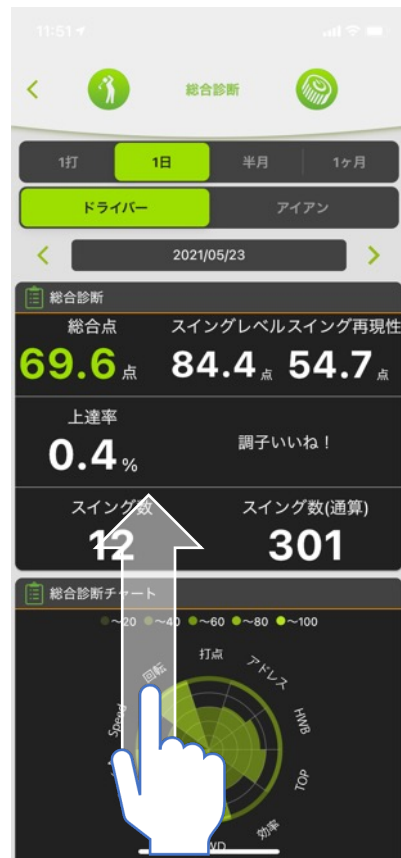 11:51
総合診断
1打 1日 半月 1ヶ月
ドライバー アイアン
2021/05/23
総合診断
総合点 スイングレベル スイング再現性
69.6点 84.4点 54.7点
上達率
0.4% 調子いいね！
スイング数 スイング数(通算)
12 301
総合診断チャート
～20 ～40 ～60 ～80 ～100
打点
アドレス
HWB
TOP
効率
Speed
回転